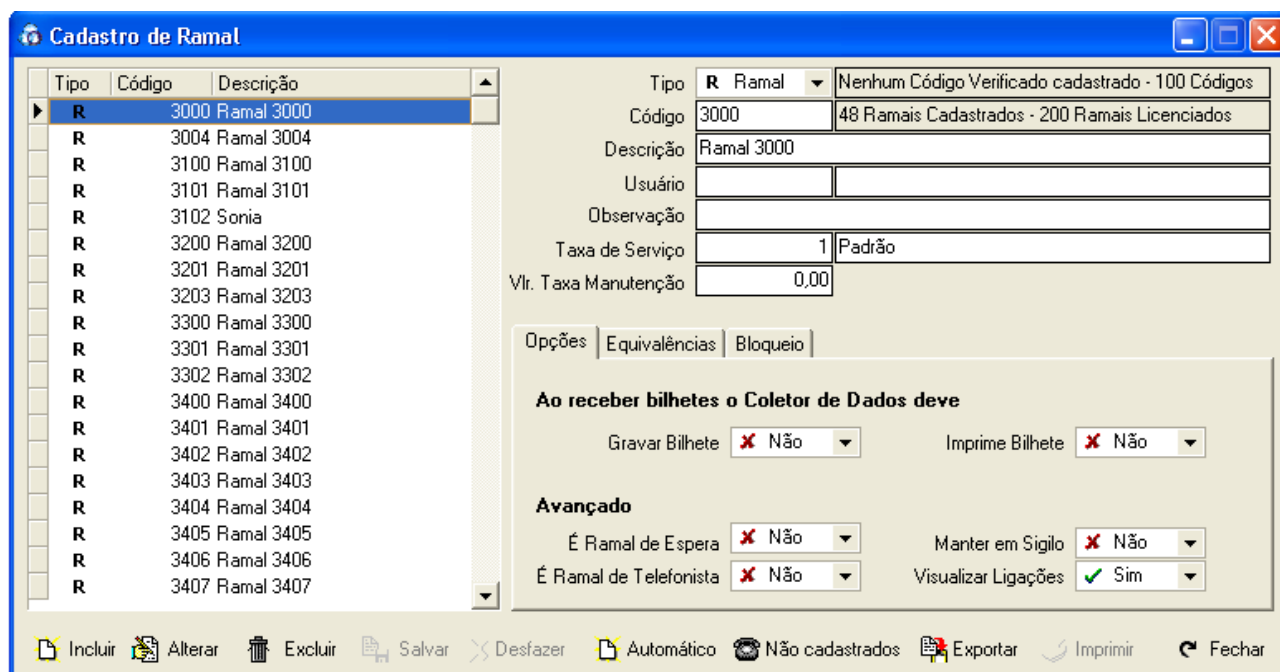 Cadastro de Ramal
Tipo Código Descrição
R 3000 Ramal 3000
R 3004 Ramal 3004
R 3100 Ramal 3100
R 3101 Ramal 3101
R 3102 Sonia
R 3200 Ramal 3200
R 3201 Ramal 3201
R 3203 Ramal 3203
R 3300 Ramal 3300
R 3301 Ramal 3301
R 3302 Ramal 3302
R 3400 Ramal 3400
R 3401 Ramal 3401
R 3402 Ramal 3402
R 3403 Ramal 3403
R 3404 Ramal 3404
R 3405 Ramal 3405
R 3406 Ramal 3406
R 3407 Ramal 3407
Tipo R Ramal Nenhum Código Verificado cadastrado - 100 Códigos
Código 3000 48 Ramais Cadastrados - 200 Ramais Licenciados
Descrição Ramal 3000
Usuário
Observação
Taxa de Serviço 1 Padrão
Vlr. Taxa Manutenção 0,00
Opções Equivalências Bloqueio
Ao receber bilhetes o Coletor de Dados deve
Gravar Bilhete Não Imprime Bilhete Não
Avançado
É Ramal de Espera Não Manter em Sigilo Não
É Ramal de Telefonista Não Visualizar Ligações Sim
Incluir Alterar Excluir Salvar Desfazer Automático Não cadastrados Exportar Imprimir Fechar